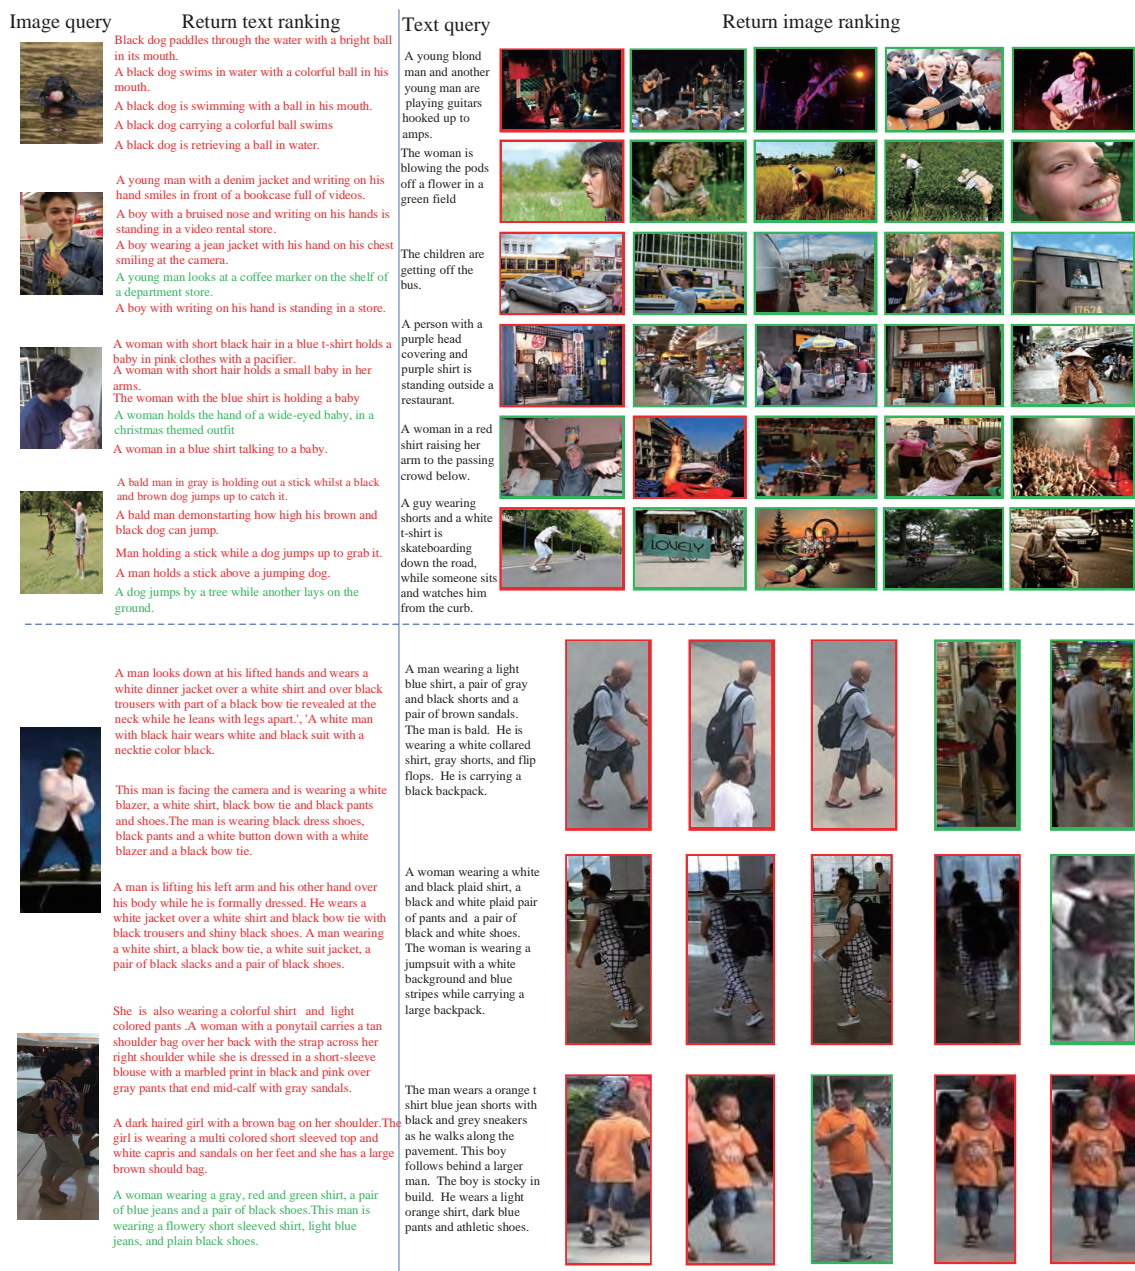 Image query
Return text ranking
Black dog paddles through the water with a bright ball
in its mouth.
A black dog swims in water with a colorful ball in his
mouth.
A black dog is swimming with a ball in his mouth.
A black dog carrying a colorful ball swims
A black dog is retrieving a ball in water.
A young man with a denim jacket and writing on his
hand smiles in front of a bookcase full of videos.
A boy with a bruised nose and writing on his hands is
standing in a video rental store.
A boy wearing a jean jacket with his hand on his chest
smiling at the camera.
A young man looks at a coffee marker on the shelf of
a department store.
A boy with writing on his hand is standing in a store.
A woman with short black hair in a blue t-shirt holds a
baby in pink clothes with a pacifier.
A woman with short hair holds a small baby in her
arms.
The woman with the blue shirt is holding a baby
A woman holds the hand of a wide-eyed baby, in a
christmas themed outfit
A woman in a blue shirt talking to a baby.
A bald man in gray is holding out a stick whilst a black
and brown dog jumps up to catch it.
A bald man demonstarting how high his brown and
black dog can jump.
Man holding a stick while a dog jumps up to grab it.
A man holds a stick above a jumping dog.
A dog jumps by a tree while another lays on the
ground.
Text query
Return image ranking
A young blond
man and another
young man are
playing guitars
hooked up to
amps.
The woman is
blowing the pods
off a flower in a
green field
The children are
getting off the
bus.
1762A
A person with a
purple head
covering and
purple shirt is
standing outside a
restaurant.
A woman in a red
shirt raising her
arm to the passing
crowd below.
A guy wearing
shorts and a white
t-shirt is
skateboarding
down the road,
while someone sits
and watches him
from the curb.
LOVELY
A man looks down at his lifted hands and wears a
white dinner jacket over a white shirt and over black
trousers with part of a black bow tie revealed at the
neck while he leans with legs apart.', 'A white man
with black hair wears white and black suit with a
necktie color black.
This man is facing the camera and is wearing a white
blazer, a white shirt, black bow tie and black pants
and shoes.The man is wearing black dress shoes,
black pants and a white button down with a white
blazer and a black bow tie.
A man is lifting his left arm and his other hand over
his body while he is formally dressed. He wears a
white jacket over a white shirt and black bow tie with
black trousers and shiny black shoes. A man wearing
a white shirt, a black bow tie, a white suit jacket, a
pair of black slacks and a pair of black shoes.
She is also wearing a colorful shirt and light
colored pants .A woman with a ponytail carries a tan
shoulder bag over her back with the strap across her
right shoulder while she is dressed in a short-sleeve
blouse with a marbled print in black and pink over
gray pants that end mid-calf with gray sandals.
A dark haired girl with a brown bag on her shoulder.The
girl is wearing a multi colored short sleeved top and
white capris and sandals on her feet and she has a large
brown should bag.
A woman wearing a gray, red and green shirt, a pair
of blue jeans and a pair of black shoes.This man is
wearing a flowery short sleeved shirt, light blue
jeans, and plain black shoes.
A man wearing a light
blue shirt, a pair of gray
and black shorts and a
pair of brown sandals.
The man is bald. He is
wearing a white collared
shirt, gray shorts, and flip
flops. He is carrying a
black backpack.
A woman wearing a white
and black plaid shirt, a
black and white plaid pair
of pants and a pair of
black and white shoes.
The woman is wearing a
jumpsuit with a white
background and blue
stripes while carrying a
large backpack.
The man wears a orange t
shirt blue jean shorts with
black and grey sneakers
as he walks along the
pavement. This boy
follows behind a larger
man. The boy is stocky in
build. He wears a light
orange shirt, dark blue
pants and athletic shoes.